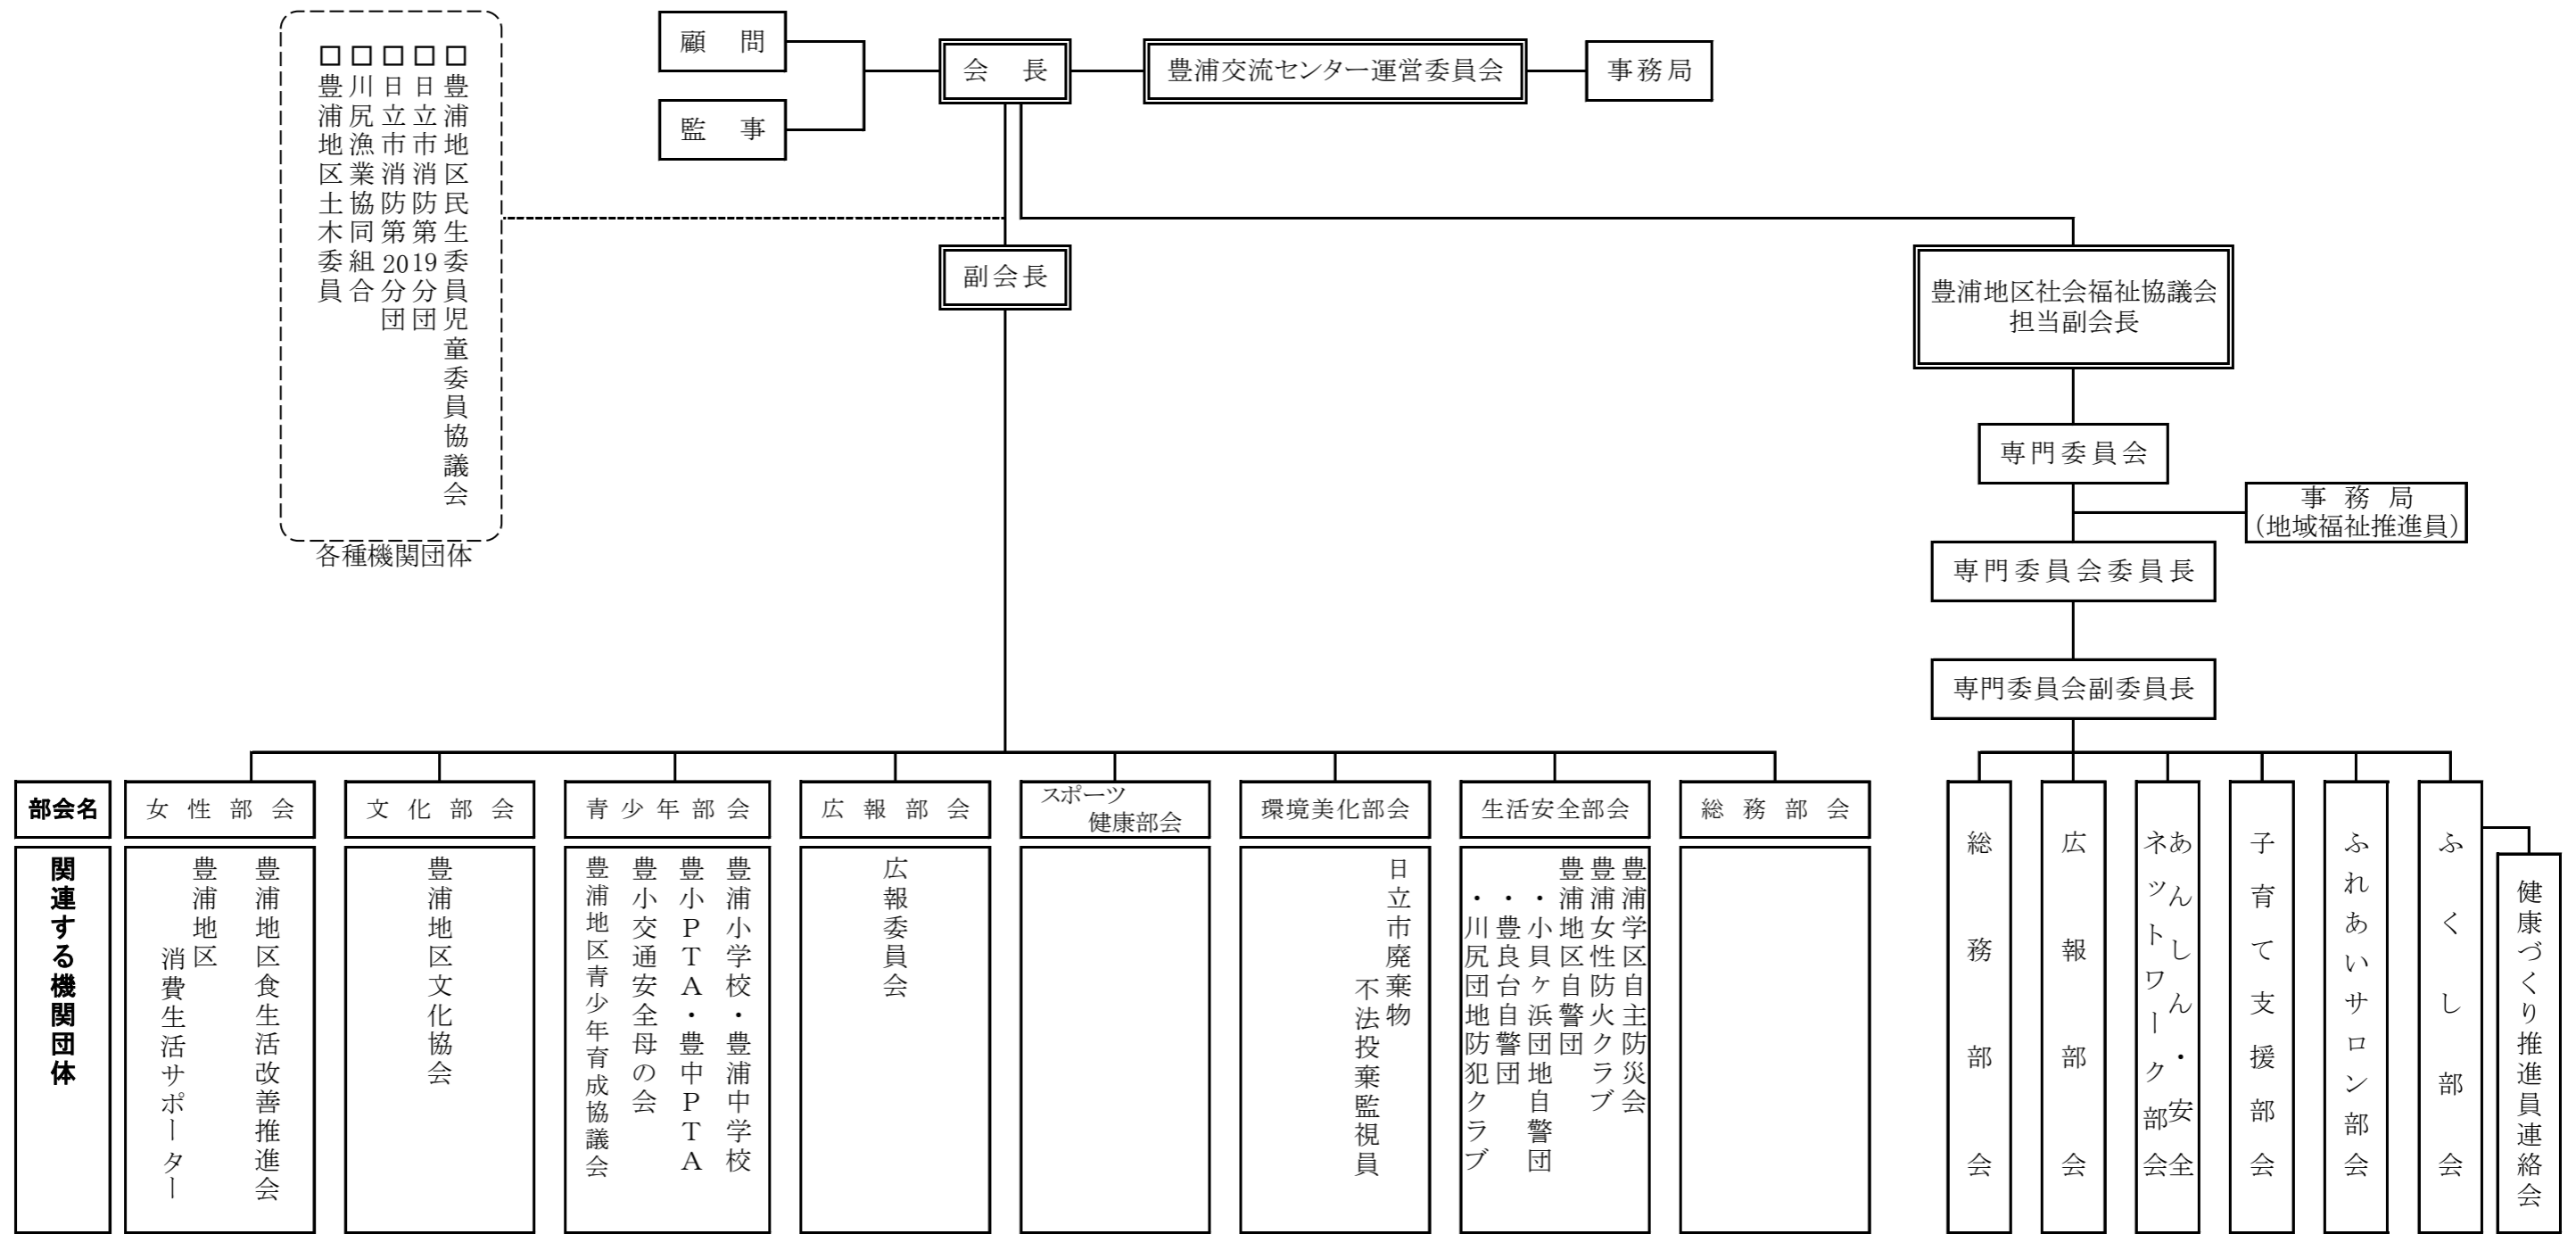 顧　問
監　事
会　長
豊浦交流センター運営委員会
事務局
□豊浦地区民生委員児童委員協議会
□日立市消防第19分団
□日立市消防第20分団
□川尻漁業協同組合
□豊浦地区土木委員
各種機関団体
副会長
豊浦地区社会福祉協議会
担当副会長
専門委員会
事 務 局
（地域福祉推進員）
専門委員会委員長
専門委員会副委員長
部会名
女 性 部 会
文 化 部 会
青 少 年 部 会
広 報 部 会
スポーツ
健康部会
環境美化部会
生活安全部会
総 務 部 会
関連する機関団体
豊浦地区食生活改善推進会
豊浦地区
消費生活サポーター
豊浦地区文化協会
豊浦小学校・豊浦中学校
豊小PTA・豊中PTA
豊小交通安全母の会
豊浦地区青少年育成協議会
広報委員会
日立市廃棄物
不法投棄監視員
豊浦学区自主防災会
豊浦女性防火クラブ
豊浦地区自警団
・小貝ケ浜団地自警団
・豊良台自警団
・川尻団地防犯クラブ
総務部会
広報部会
あんしん・安全
ネットワーク部会
子育て支援部会
ふれあいサロン部会
ふくし部会
健康づくり推進員連絡会